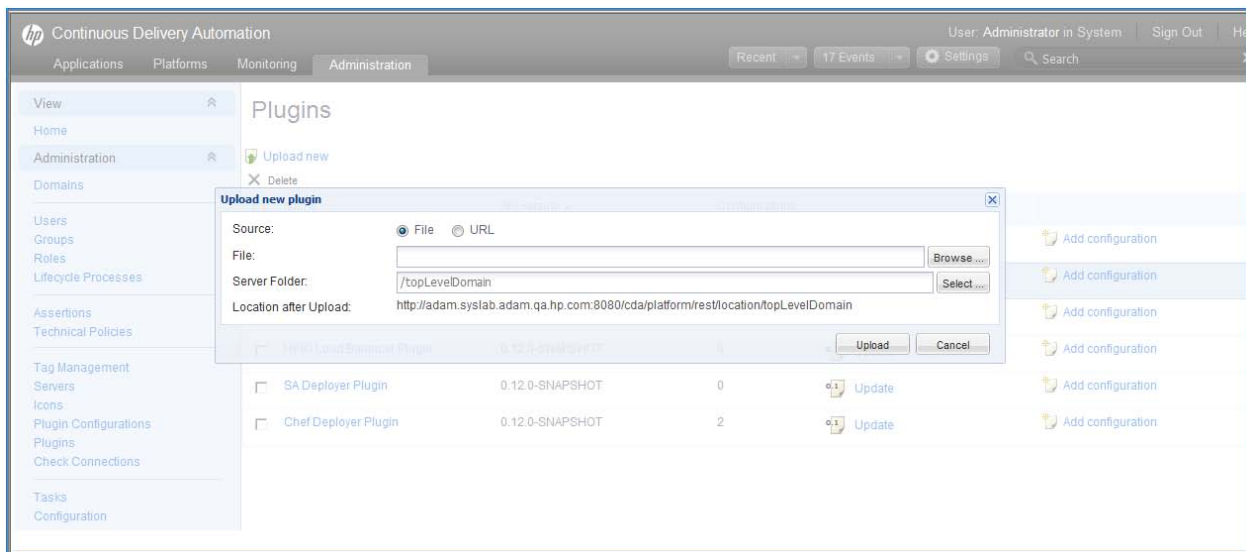 hp Continuous Delivery Automation
User: Administrator in System Sign Out
Applications Platforms Monitoring Administration
Recent 17 Events Settings Search
View
Home
Administration
Domains
Users
Groups
Roles
Lifecycle Processes
Assertions
Technical Policies
Tag Management
Servers
Icons
Plugin Configurations
Plugins
Check Connections
Tasks
Configuration
Plugins
Upload new
Delete
Upload new plugin
Source: File URL
File: Browse ...
Server Folder: /topLevelDomain Select ...
Location after Upload: http://adam.syslab.adam.qa.hp.com:8080/cda/platform/rest/location/topLevelDomain
Upload Cancel
Add configuration
Add configuration
Add configuration
Add configuration
SA Deployer Plugin 0.12.0-SNAPSHOT 0 Update Add configuration
Chef Deployer Plugin 0.12.0-SNAPSHOT 2 Update Add configuration